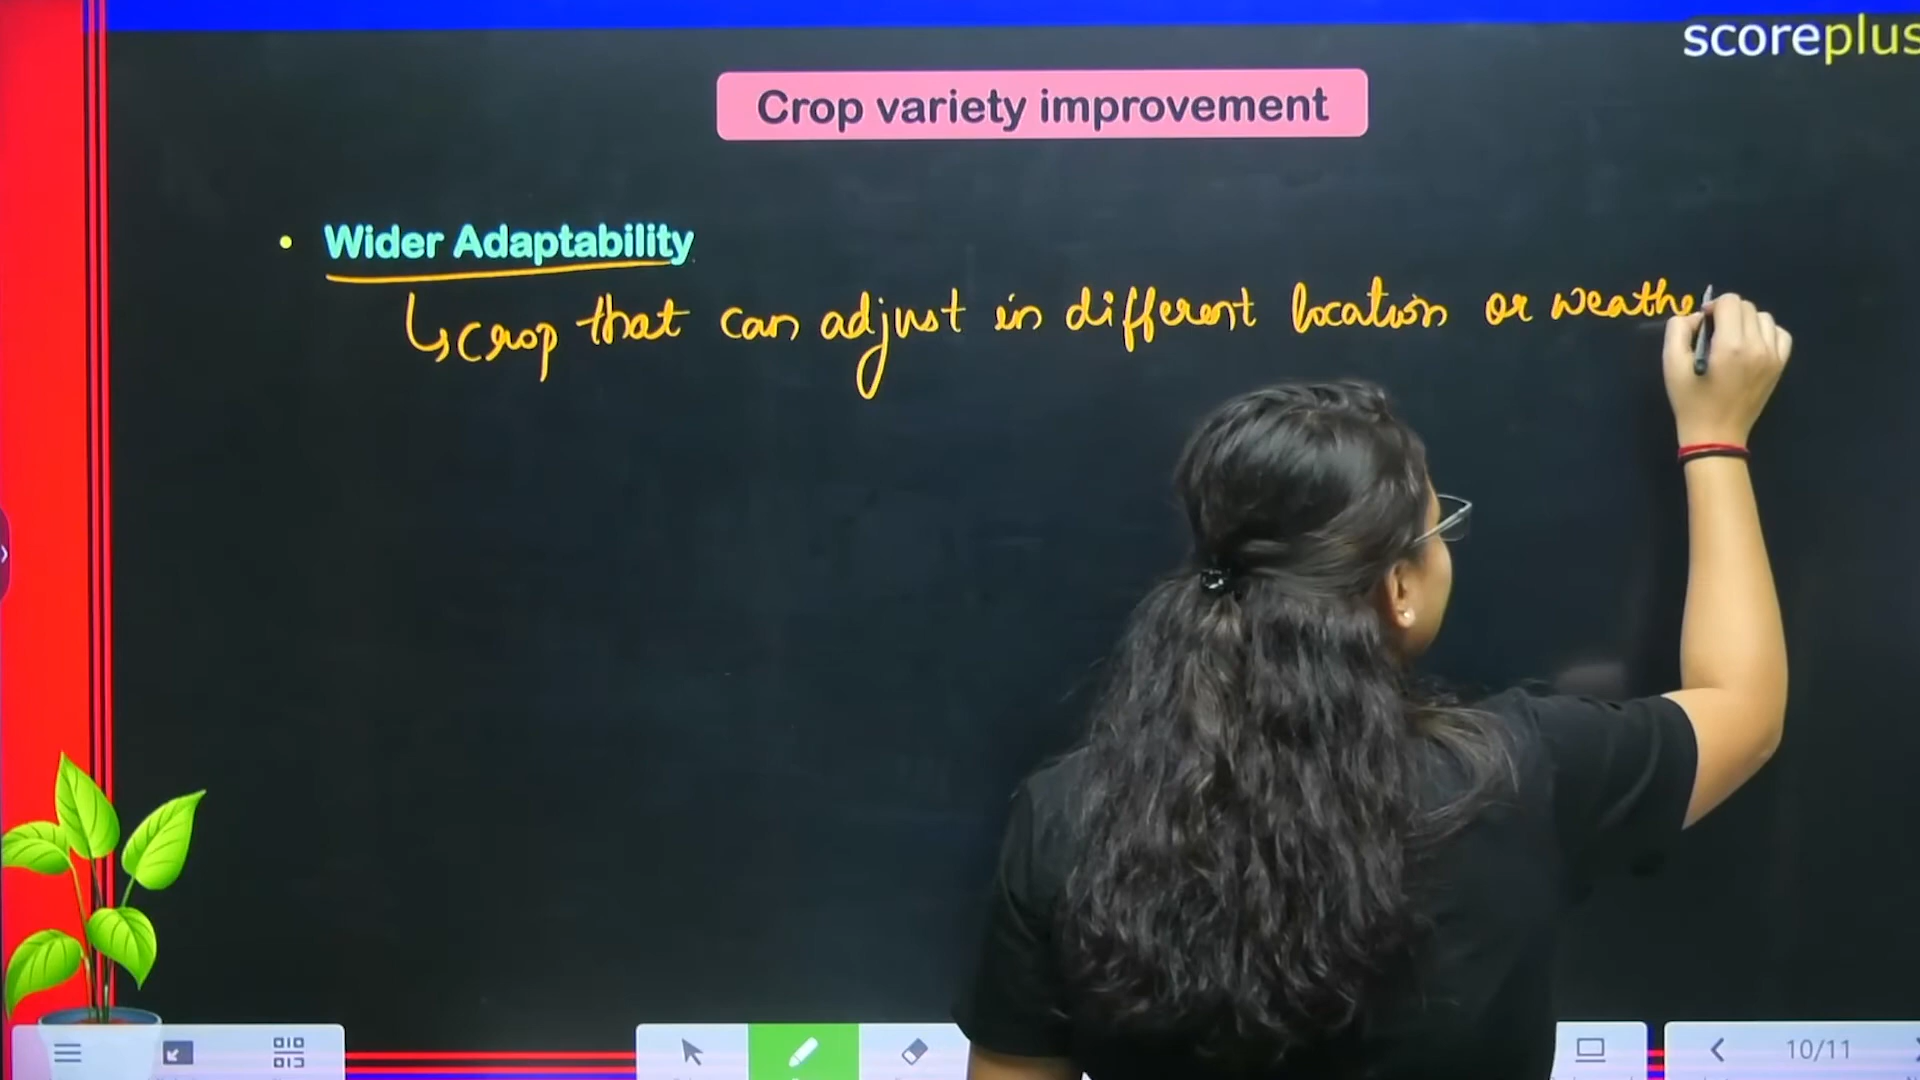 scoreplus
Crop variety improvement
• Wider Adaptability
↳ crop that can adjust in different location or weathe
10/11